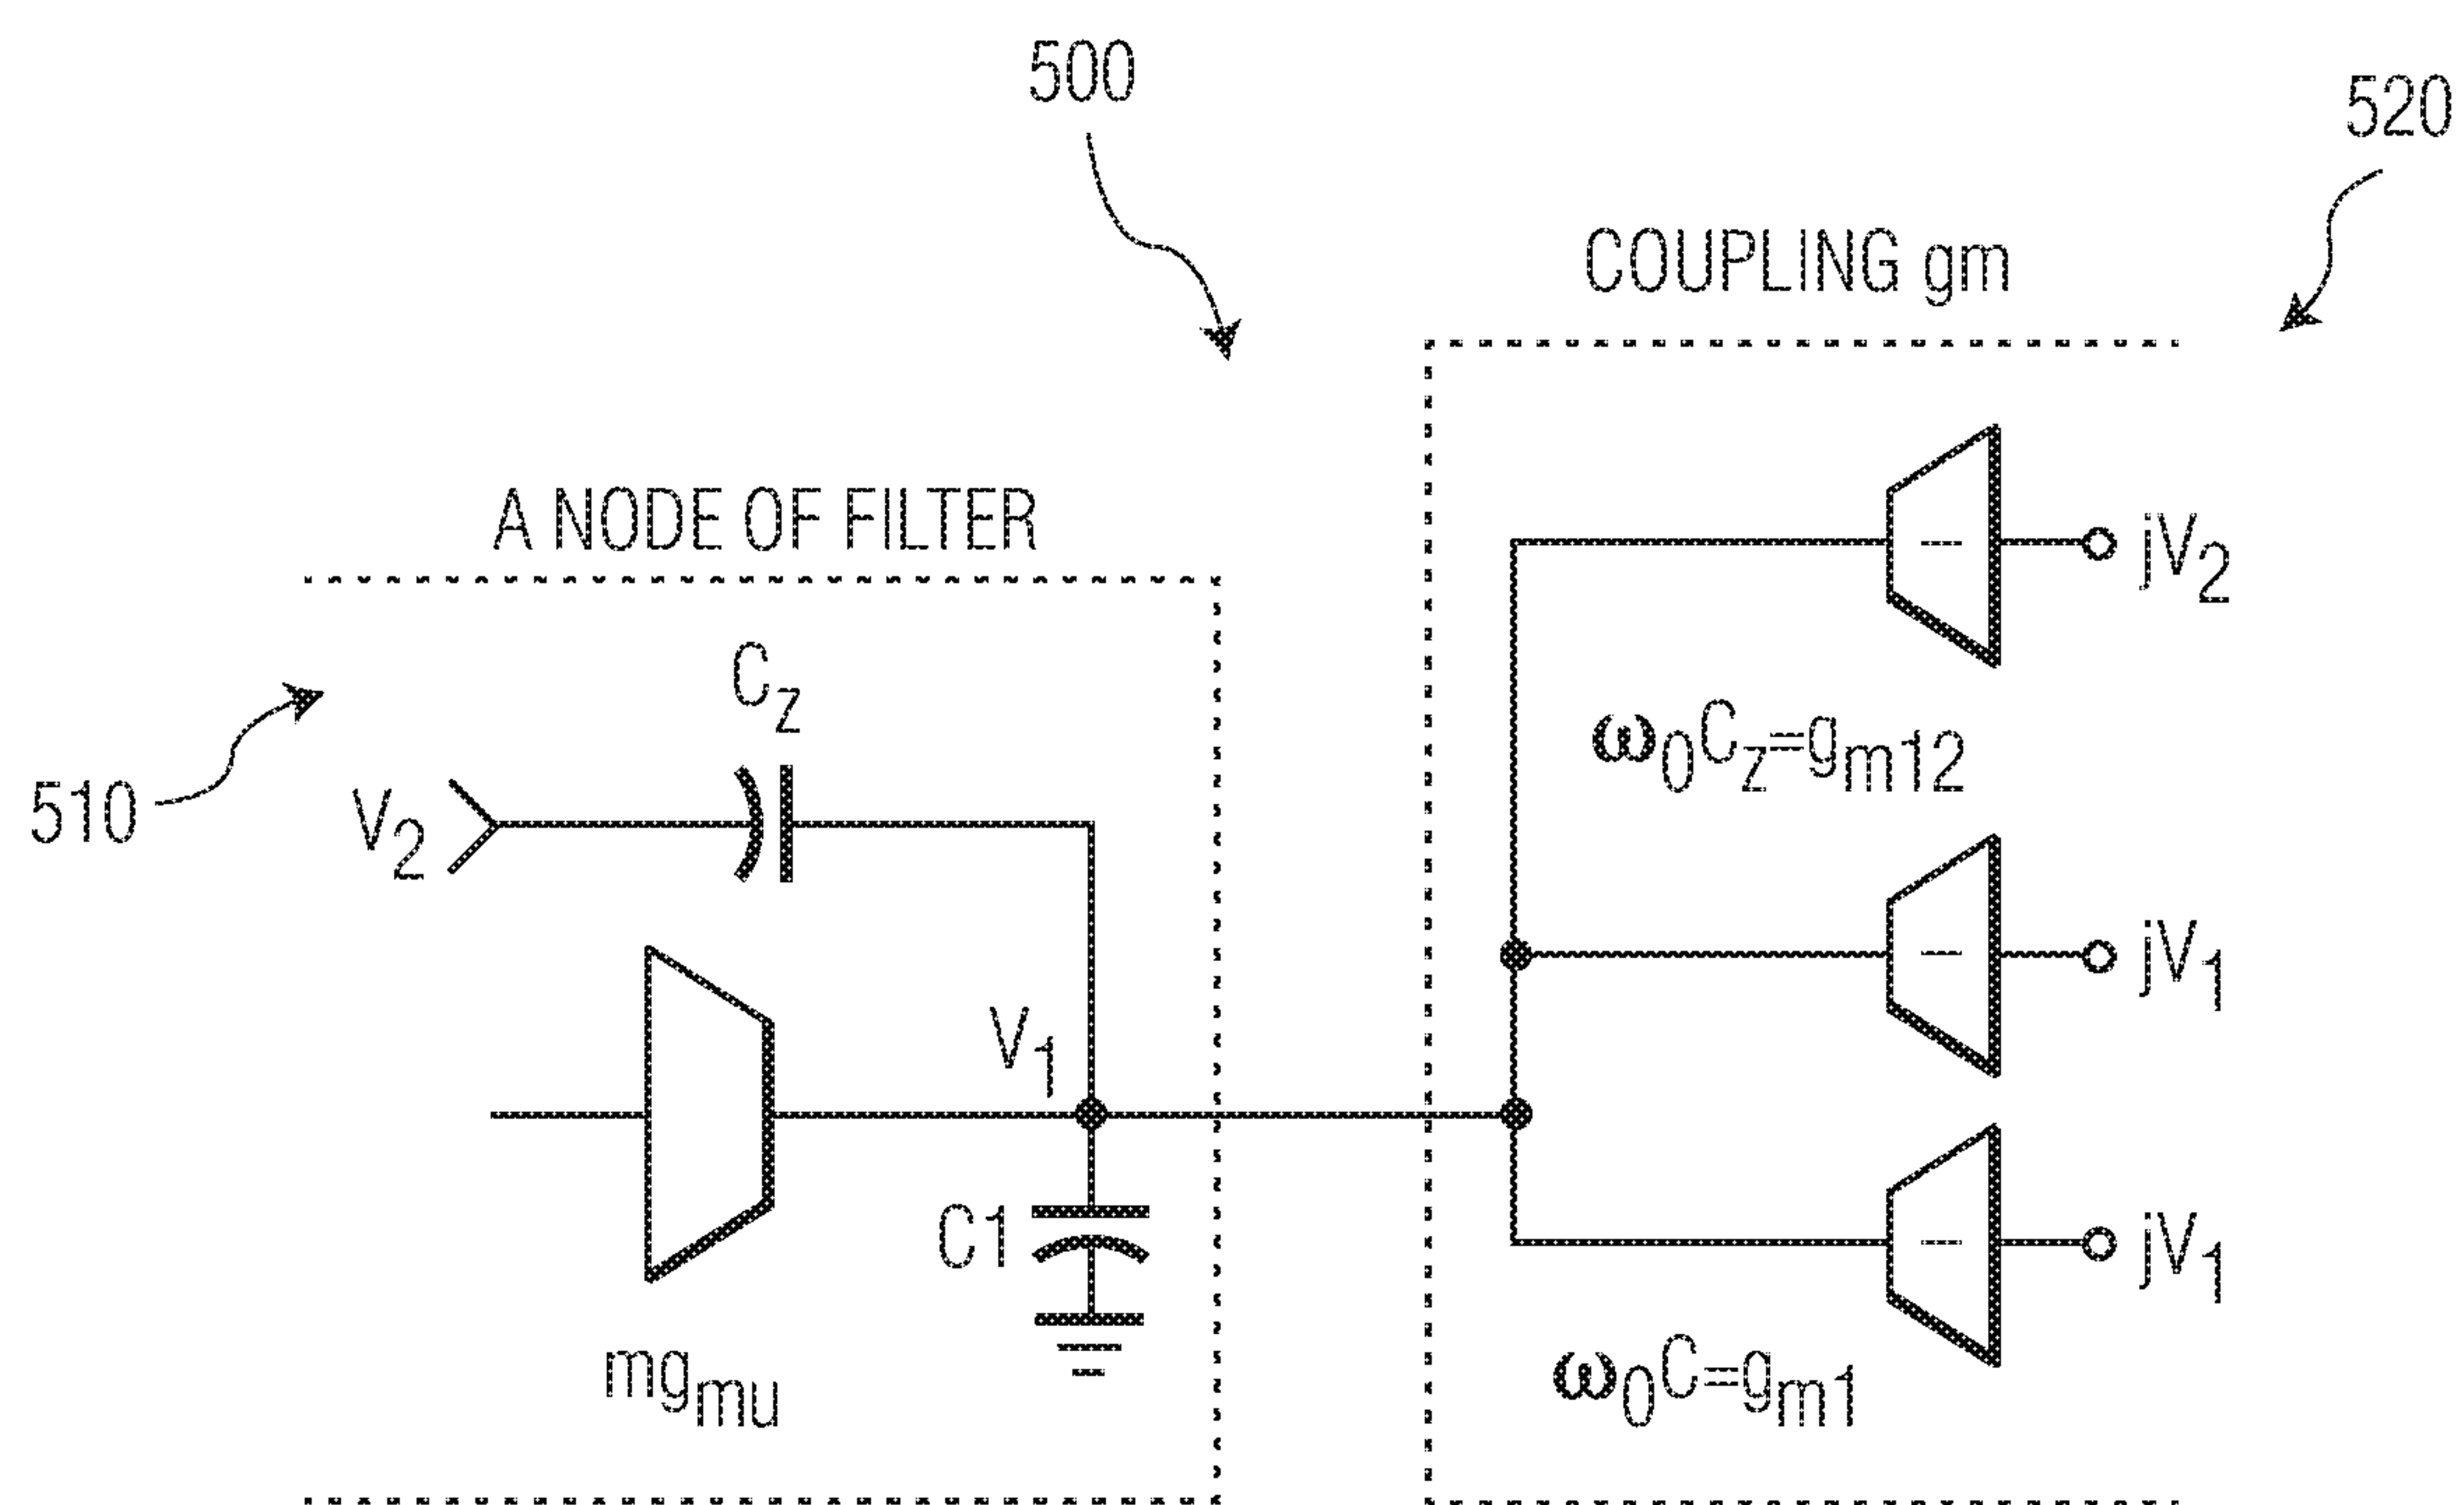 500
520
COUPLING gm
A NODE OF FILTER
510
V2
Cz
V1
C1
mgmu
jV2
ω0Cz=gm12
jV1
jV1
ω0C=gm1